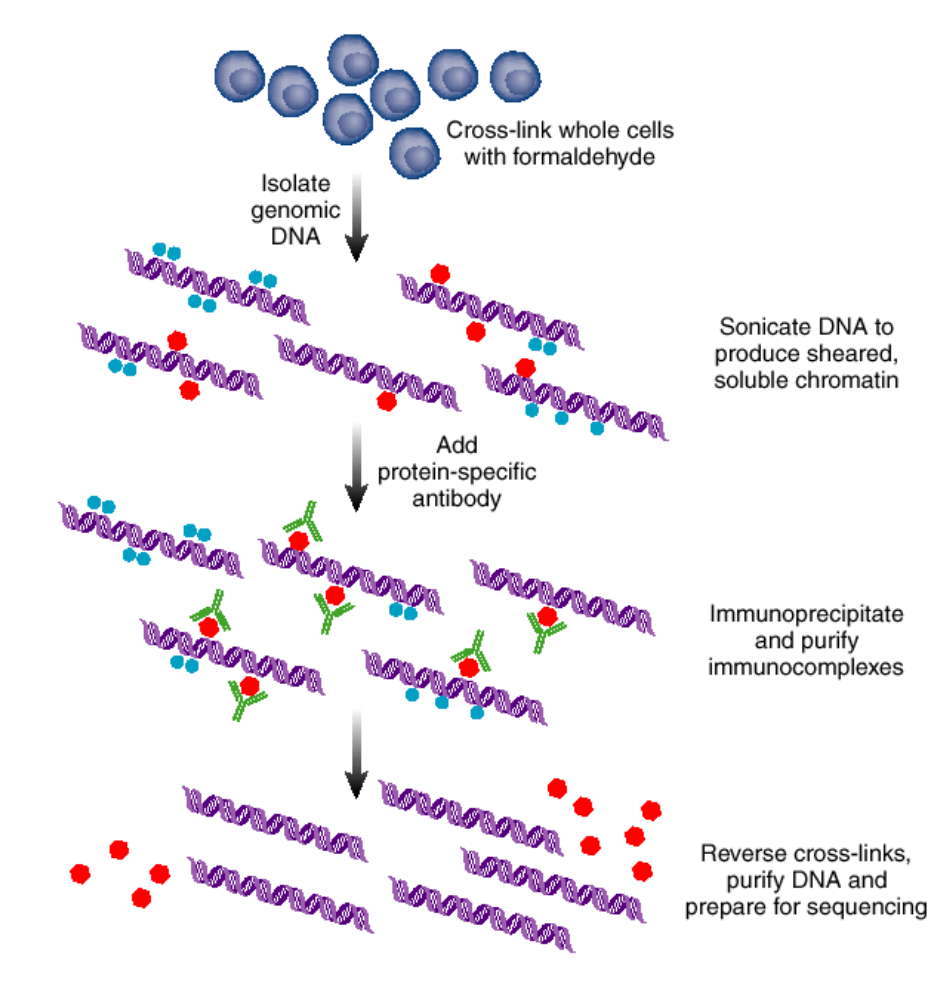 Cross-link whole cells
with formaldehyde
Isolate
genomic
DNA
Sonicate DNA to
produce sheared,
soluble chromatin
Add
protein-specific
antibody
Immunoprecipitate
and purify
immunocomplexes
Reverse cross-links,
purify DNA and
prepare for sequencing